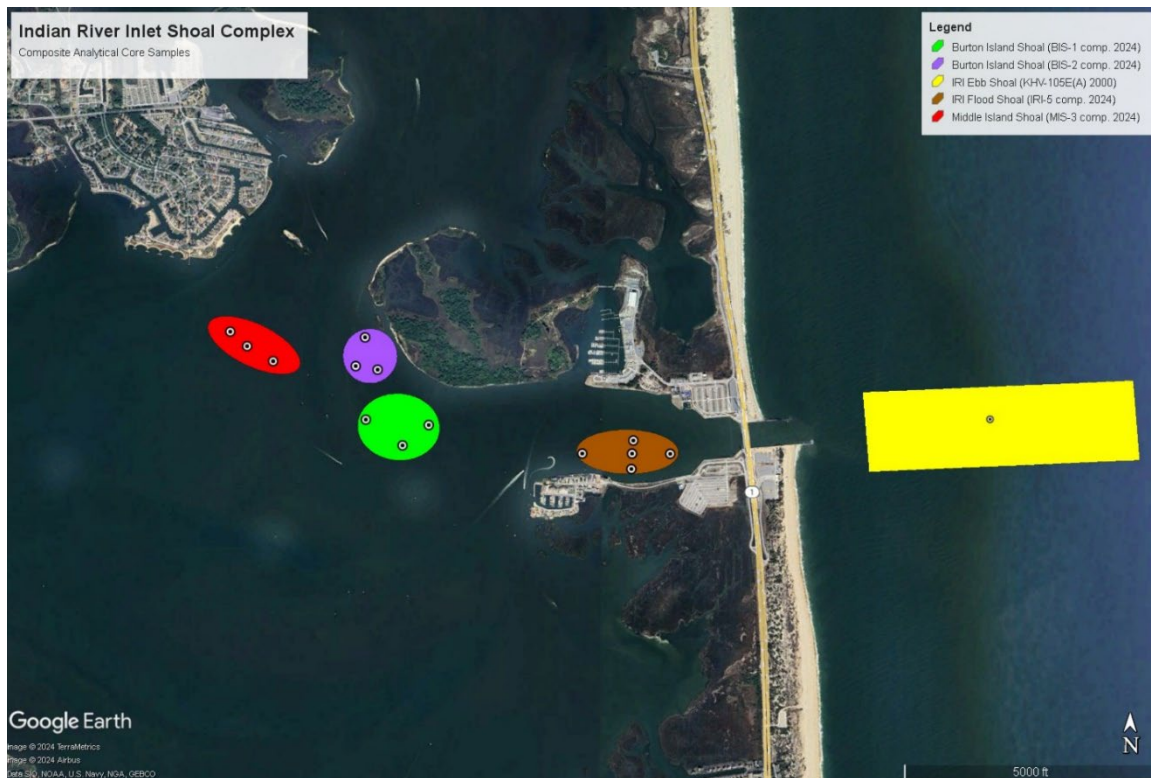 Indian River Inlet Shoal Complex
Composite Analytical Core Samples
Legend
Burton Island Shoal (BIS-1 comp. 2024)
Burton Island Shoal (BIS-2 comp. 2024)
IRI Ebb Shoal (KHV-105E(A) 2000)
IRI Flood Shoal (IRI-5 comp. 2024)
Middle Island Shoal (MIS-3 comp. 2024)
1
Google Earth
Image © 2024 TerraMetrics
Image © 2024 Airbus
Data SIO, NOAA, U.S. Navy, NGA, GEBCO
N
5000 ft